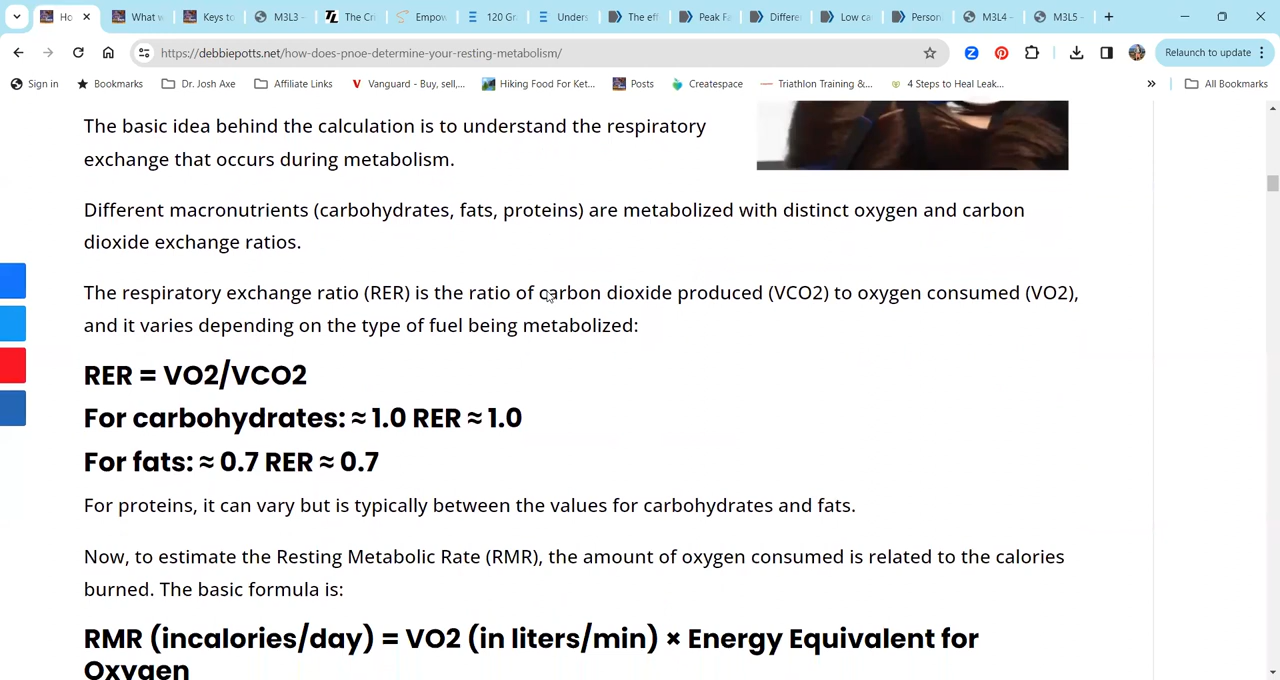 Ho
What w
Keys to
M3L3 -
The Cri
Empow
120 Gr
Unders
The eff
Peak Fa
Differe
Low ca
Person
M3L4 -
M3L5 -
https://debbiepotts.net/how-does-pnoe-determine-your-resting-metabolism/
Relaunch to update
Sign in
Bookmarks
Dr. Josh Axe
Affiliate Links
Vanguard - Buy, sell,...
Hiking Food For Ket...
Posts
Createspace
Triathlon Training &...
4 Steps to Heal Leak...
All Bookmarks
The basic idea behind the calculation is to understand the respiratory
exchange that occurs during metabolism.
Different macronutrients (carbohydrates, fats, proteins) are metabolized with distinct oxygen and carbon
dioxide exchange ratios.
The respiratory exchange ratio (RER) is the ratio of carbon dioxide produced (VCO2) to oxygen consumed (VO2),
and it varies depending on the type of fuel being metabolized:
RER = VO2/VCO2
For carbohydrates: ≈ 1.0 RER ≈ 1.0
For fats: ≈ 0.7 RER ≈ 0.7
For proteins, it can vary but is typically between the values for carbohydrates and fats.
Now, to estimate the Resting Metabolic Rate (RMR), the amount of oxygen consumed is related to the calories
burned. The basic formula is:
RMR (incalories/day) = VO2 (in liters/min) × Energy Equivalent for
Oxygen